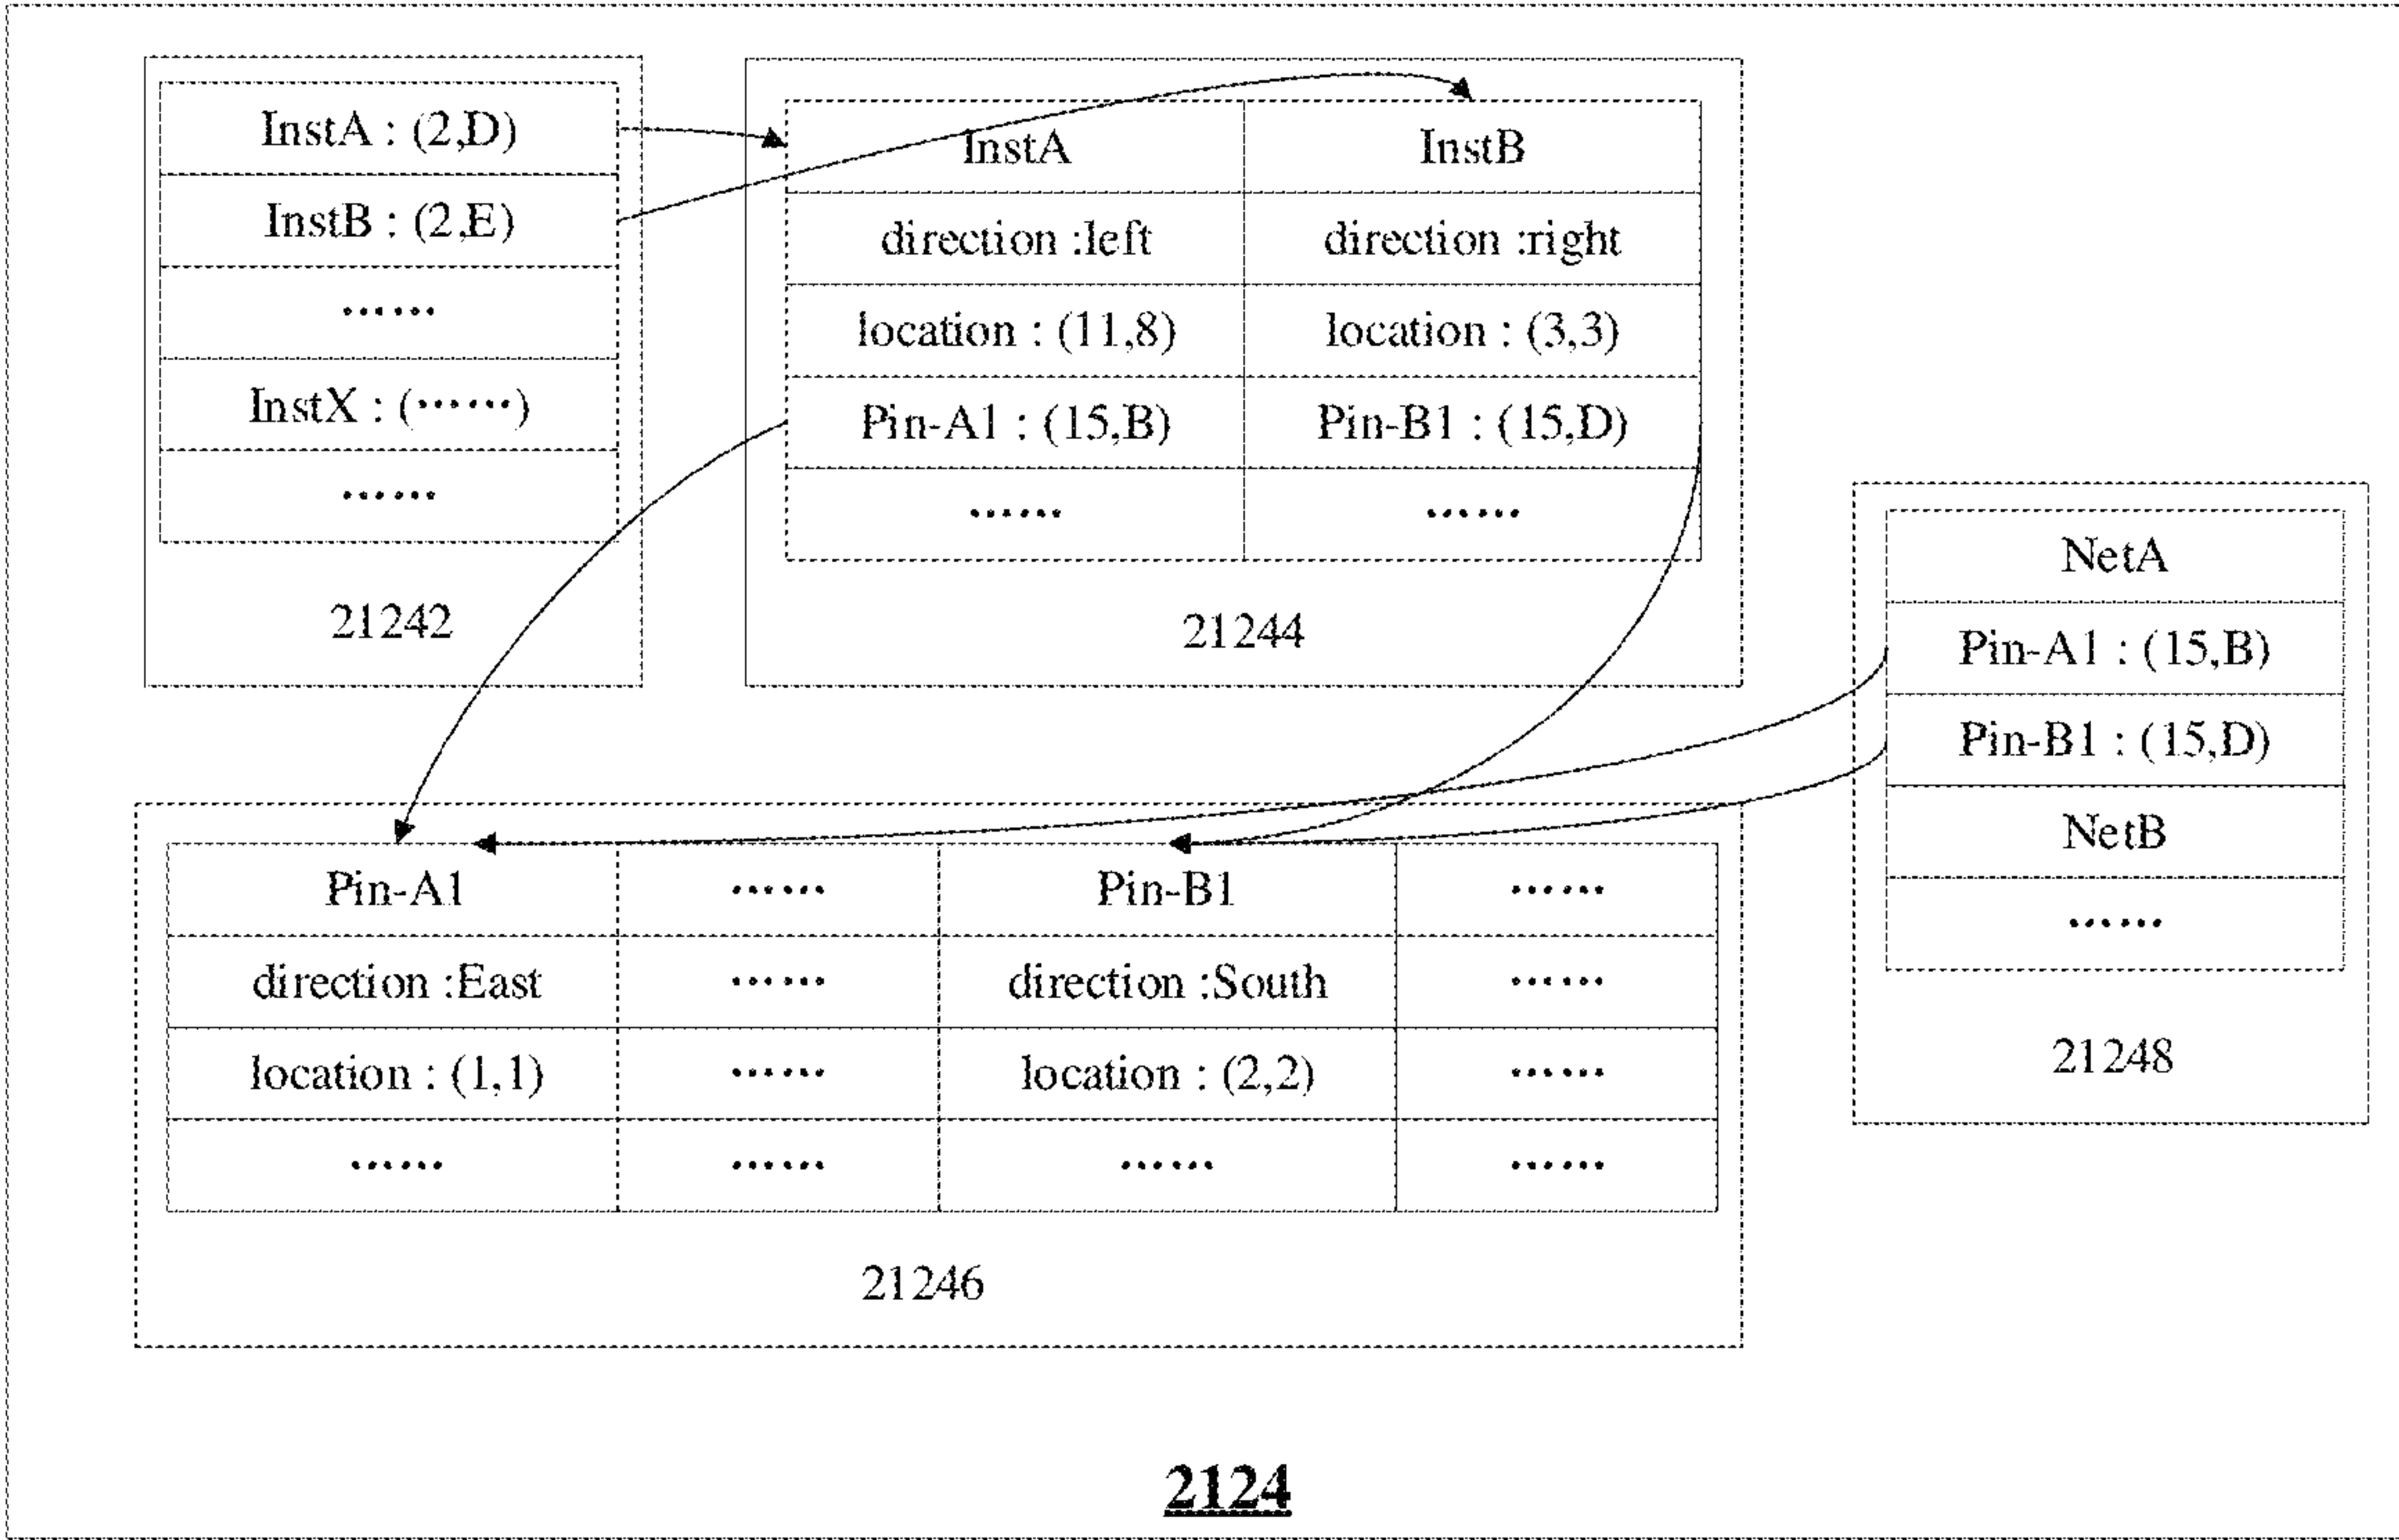 InstA : (2,D)
InstB : (2,E)
······
InstX : (······)
······
21242
InstA InstB
direction :left direction :right
location : (11,8) location : (3,3)
Pin-A1 : (15,B) Pin-B1 : (15,D)
······ ······
21244
NetA
Pin-A1 : (15,B)
Pin-B1 : (15,D)
NetB
······
21248
Pin-A1 ······ Pin-B1 ······
direction :East ······ direction :South ······
location : (1,1) ······ location : (2,2) ······
······ ······ ······ ······
21246
2124